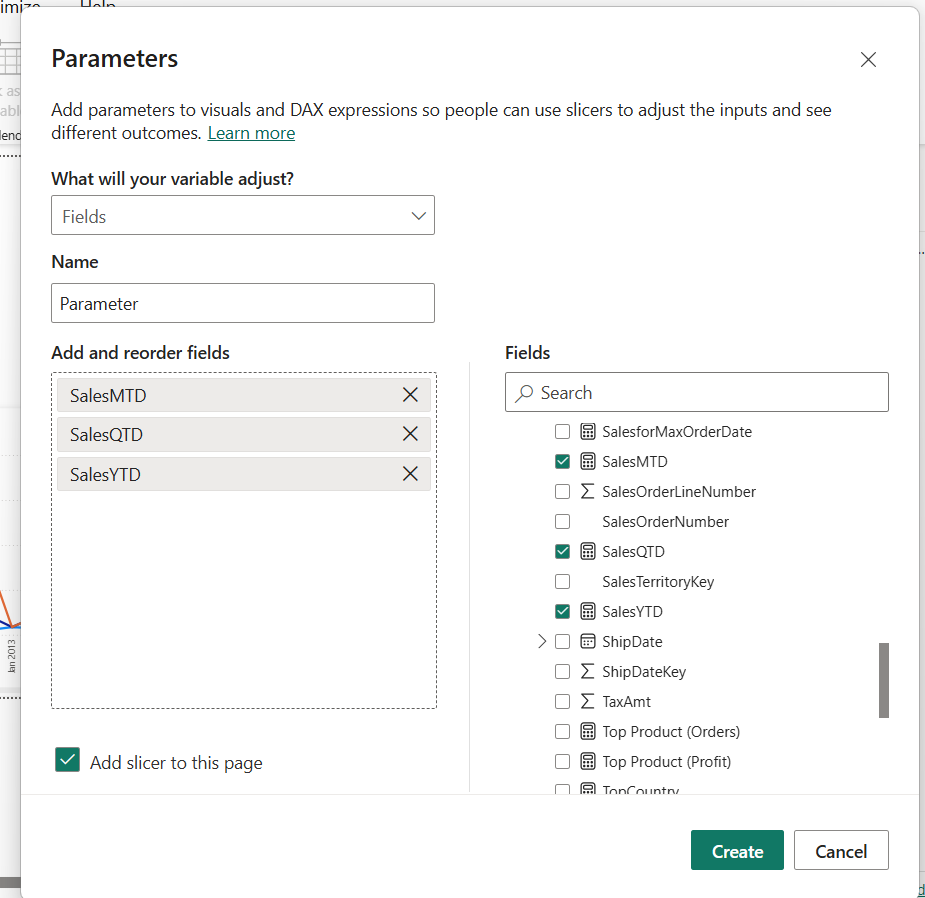 Help
Parameters
Add parameters to visuals and DAX expressions so people can use slicers to adjust the inputs and see
different outcomes. Learn more
What will your variable adjust?
Fields
Name
Parameter
Add and reorder fields
SalesMTD
SalesQTD
SalesYTD
Add slicer to this page
Fields
Search
SalesforMaxOrderDate
SalesMTD
SalesOrderLineNumber
SalesOrderNumber
SalesQTD
SalesTerritoryKey
SalesYTD
ShipDate
ShipDateKey
TaxAmt
Top Product (Orders)
Top Product (Profit)
TopCountry
Jan 2013
Create
Cancel